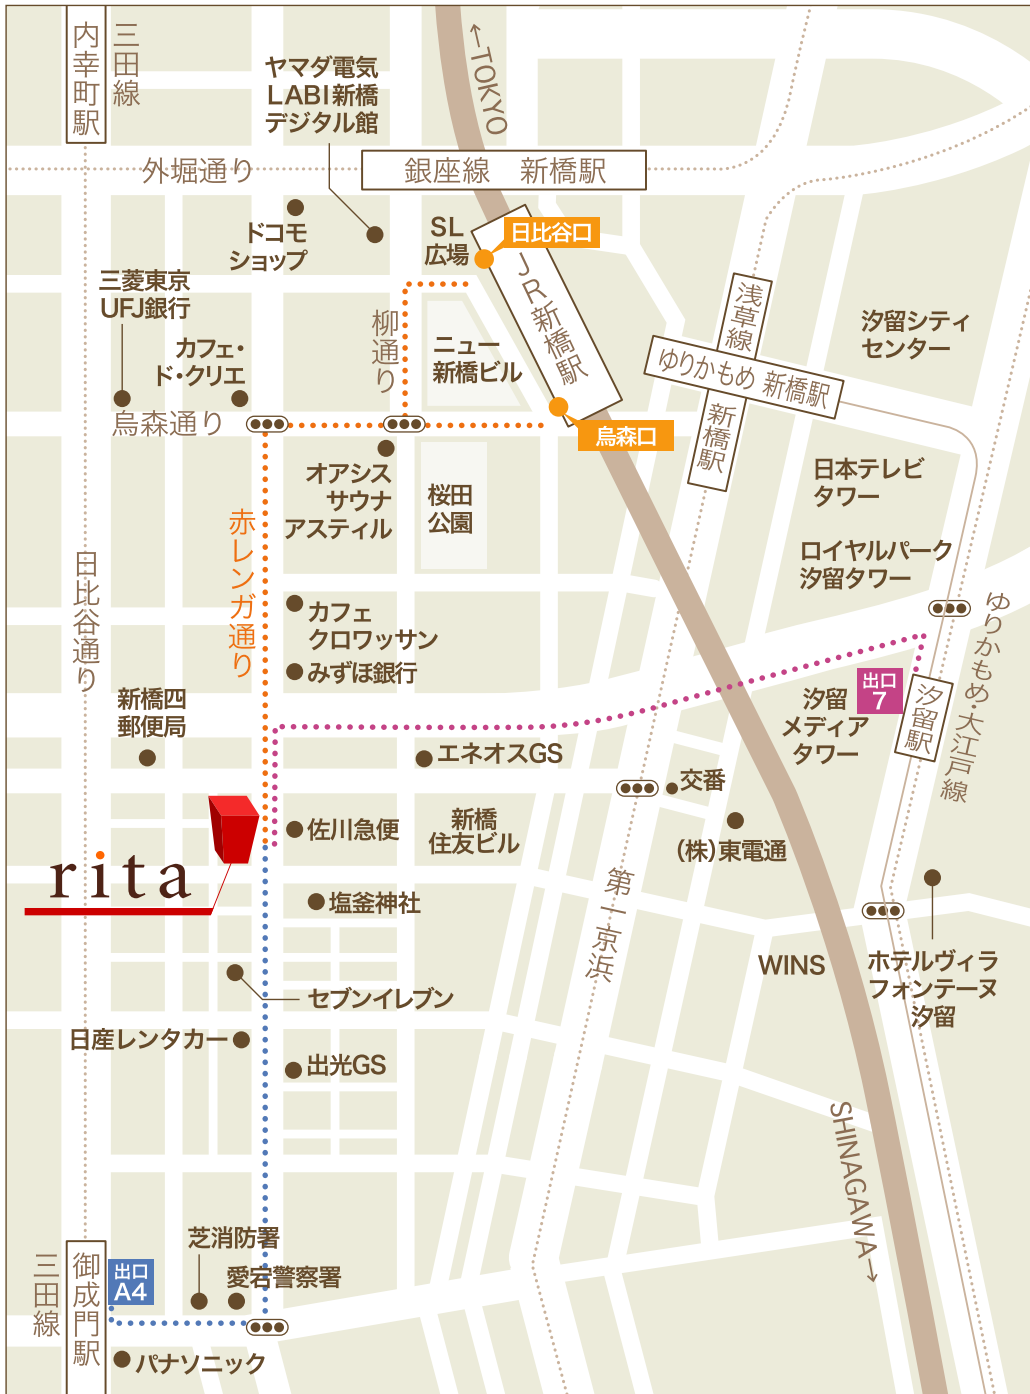 内幸町駅
三田線
ヤマダ電気
LABI新橋
デジタル館
←TOKYO
外堀通り
銀座線　新橋駅
ドコモ
ショップ
SL
広場
日比谷口
JR新橋駅
三菱東京
UFJ銀行
カフェ・
ド・クリエ
柳通り
ニュー
新橋ビル
浅草線
新橋駅
ゆりかもめ 新橋駅
汐留シティ
センター
烏森通り
烏森口
オアシス
サウナ
アスティル
桜田
公園
日本テレビ
タワー
ロイヤルパーク
汐留タワー
赤レンガ通り
日比谷通り
カフェ
クロワッサン
みずほ銀行
ゆりかもめ・大江戸線
新橋四
郵便局
出口
7
汐留駅
汐留
メディア
タワー
エネオスGS
交番
佐川急便
新橋
住友ビル
(株)東電通
rita
塩釜神社
第一京浜
WINS
ホテルヴィラ
フォンテーヌ
汐留
セブンイレブン
日産レンタカー
出光GS
SHINAGAWA→
芝消防署
愛宕警察署
出口
A4
三田線
御成門駅
パナソニック